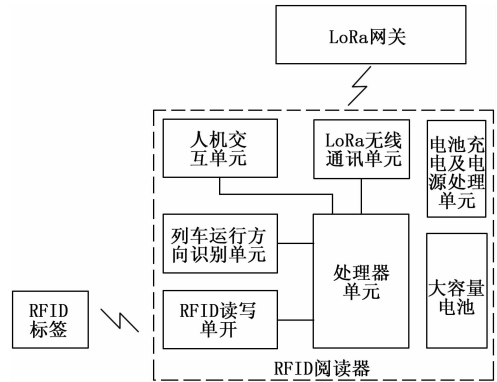 LoRa网关
人机交
互单元
LoRa无线
通讯单元
电池充
电及电
源处理
单元
列车运行方
向识别单元
处理器
单元
大容量
电池
RFID
标签
RFID读写
单开
RFID阅读器